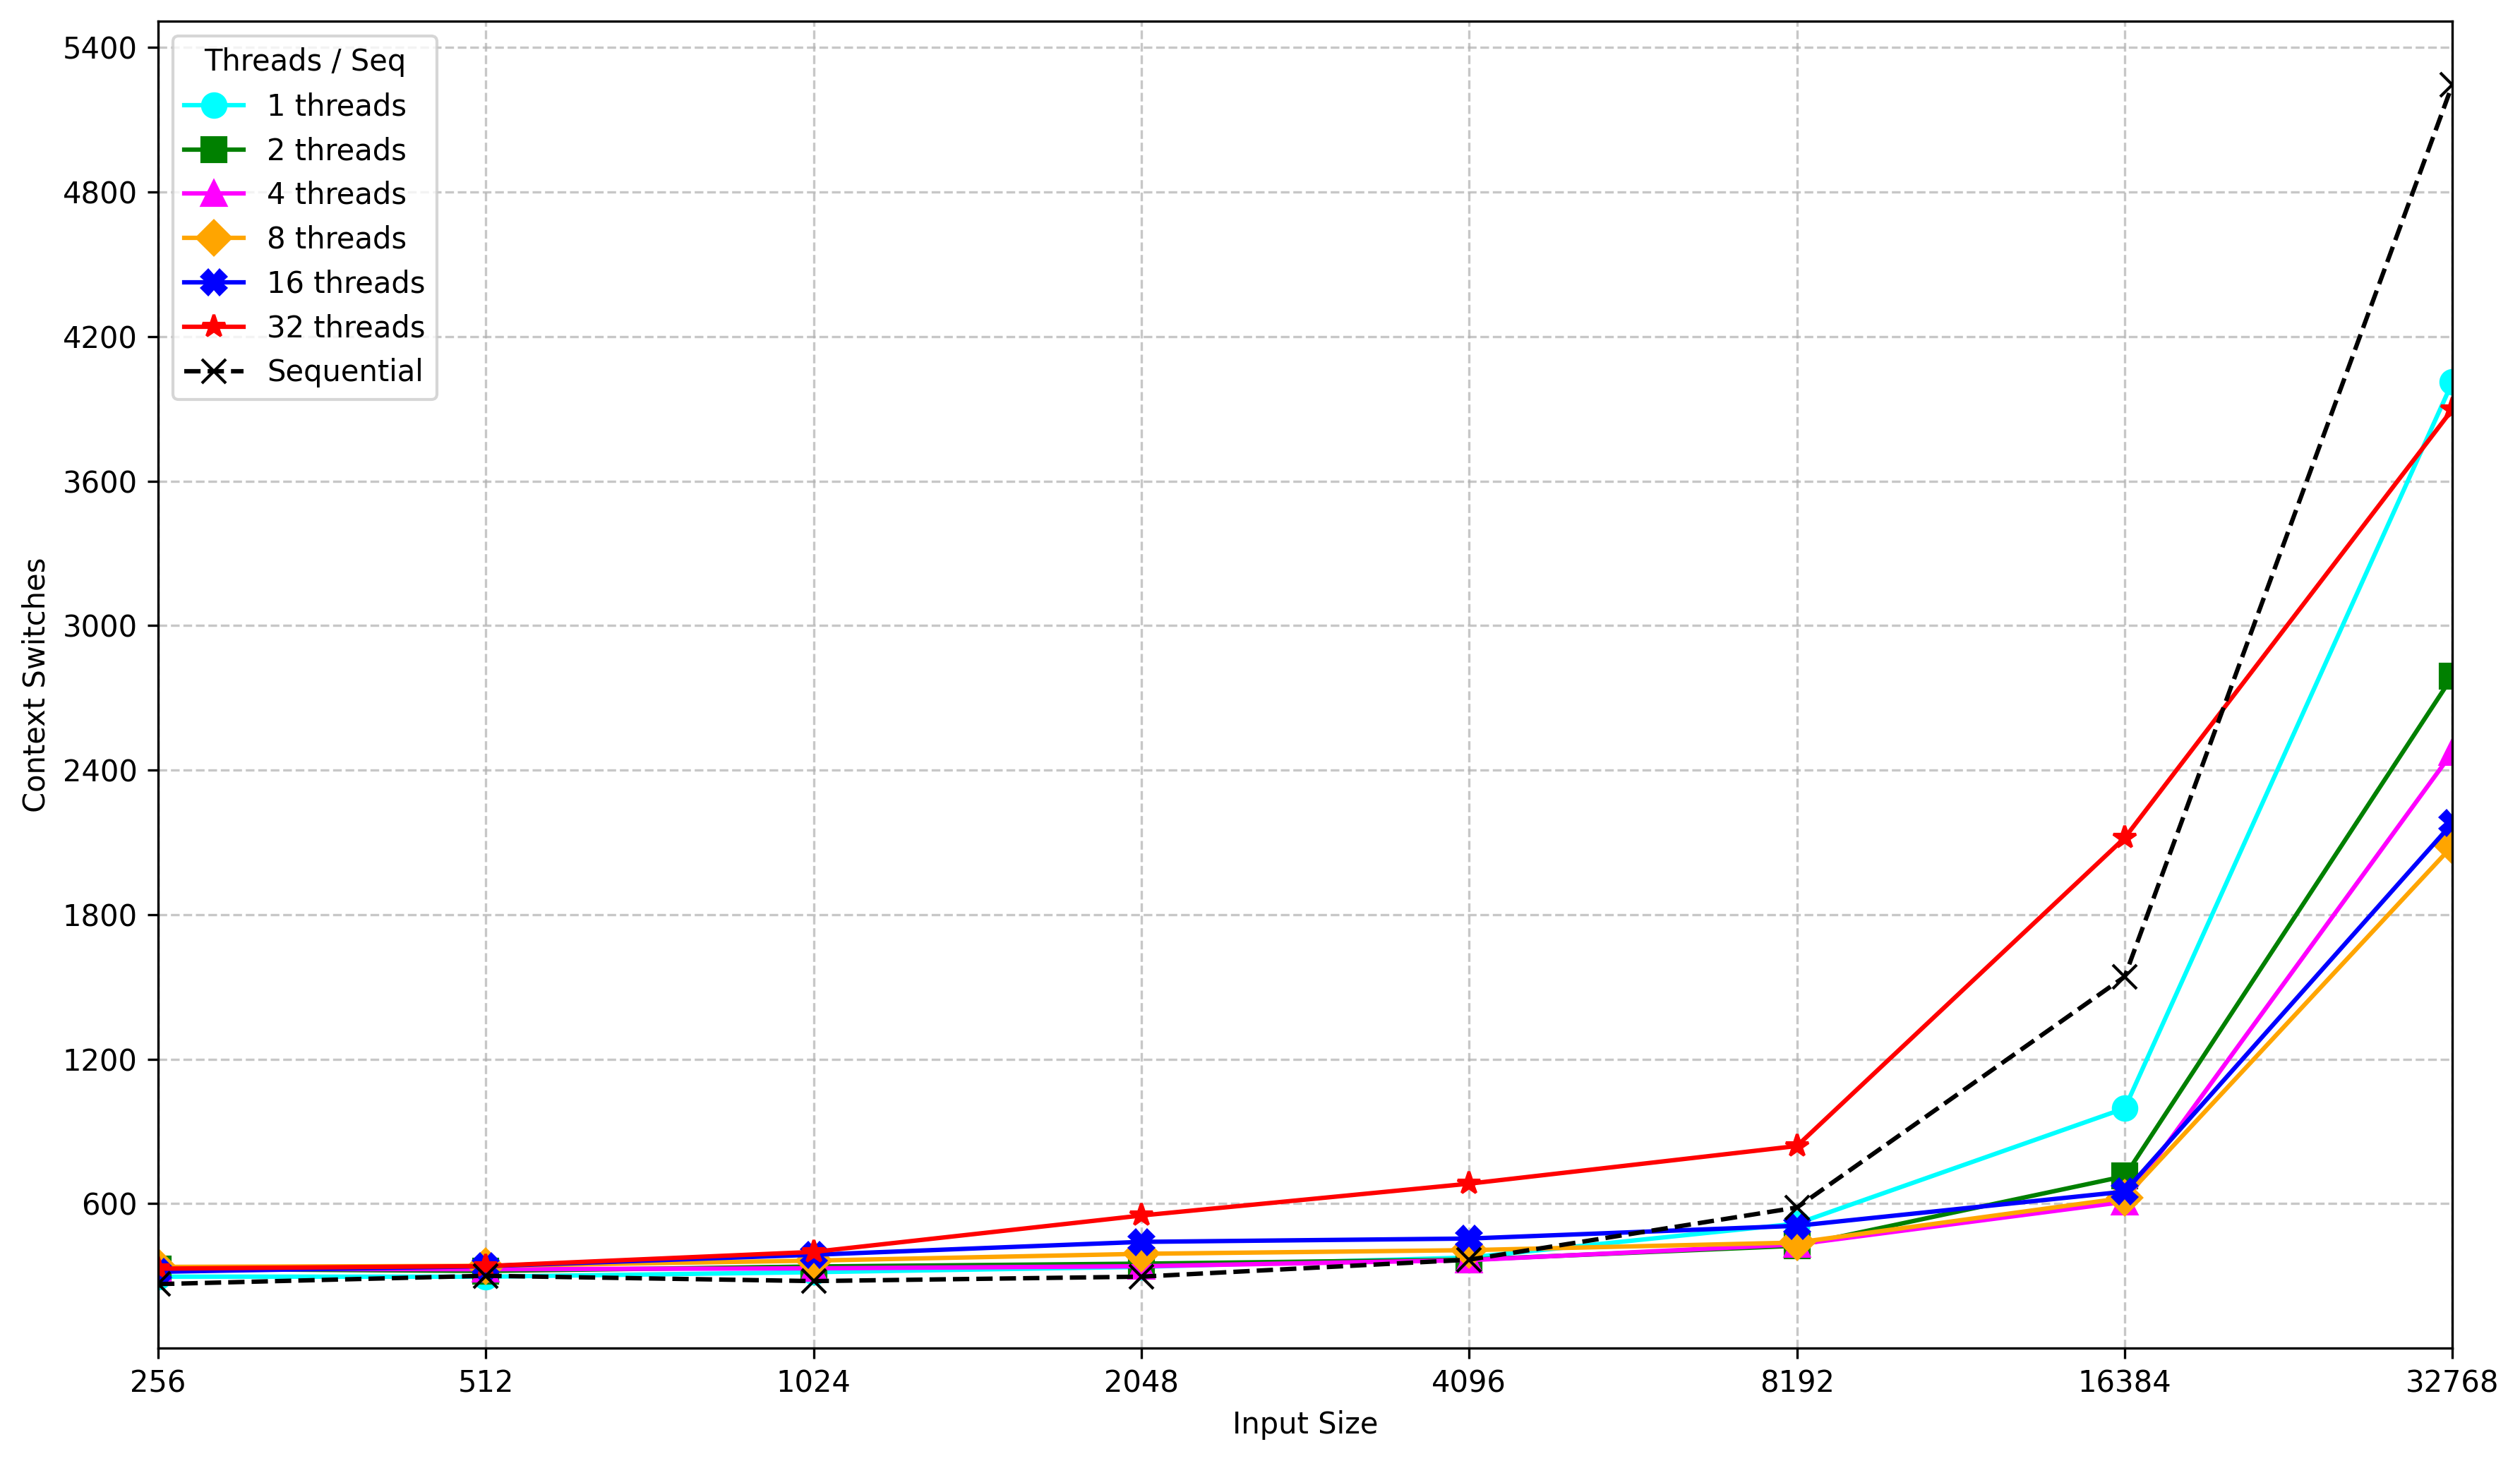 Threads / Seq
1 threads
2 threads
4 threads
8 threads
16 threads
32 threads
Sequential
5400
4800
4200
3600
3000
2400
1800
1200
600
Context Switches
256 512 1024 2048 4096 8192 16384 32768
Input Size